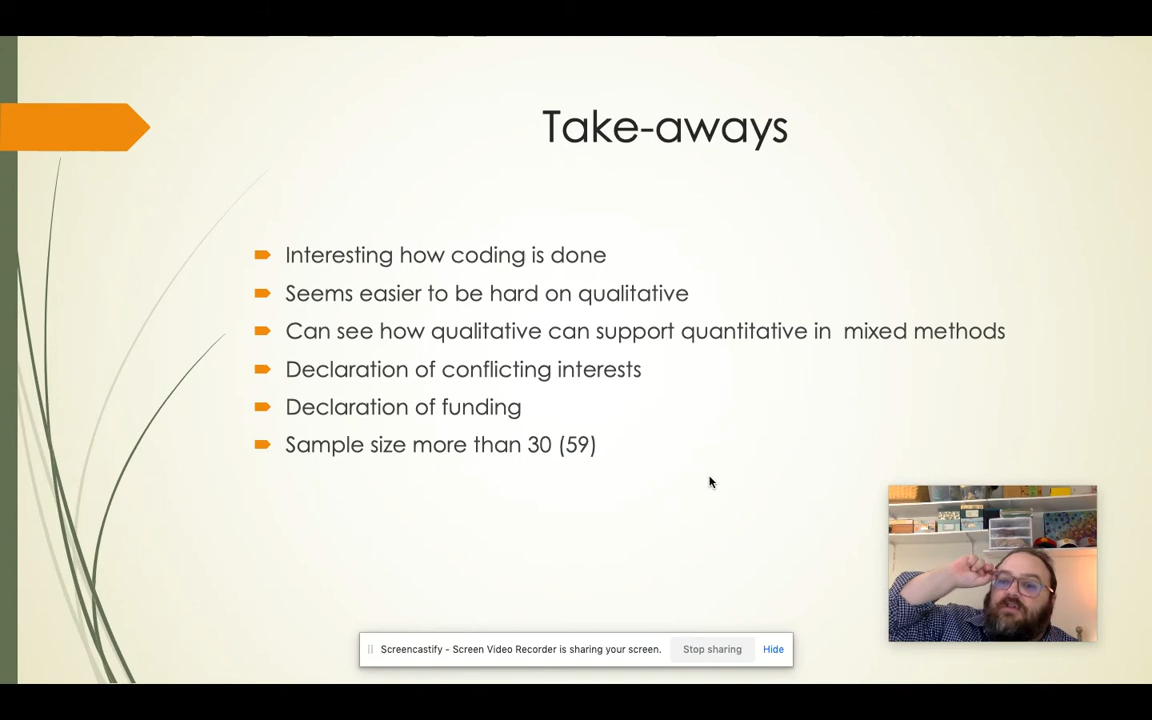 Take-aways
Interesting how coding is done
Seems easier to be hard on qualitative
Can see how qualitative can support quantitative in  mixed methods
Declaration of conflicting interests
Declaration of funding
Sample size more than 30 (59)
Screencastify - Screen Video Recorder is sharing your screen. Stop sharing Hide